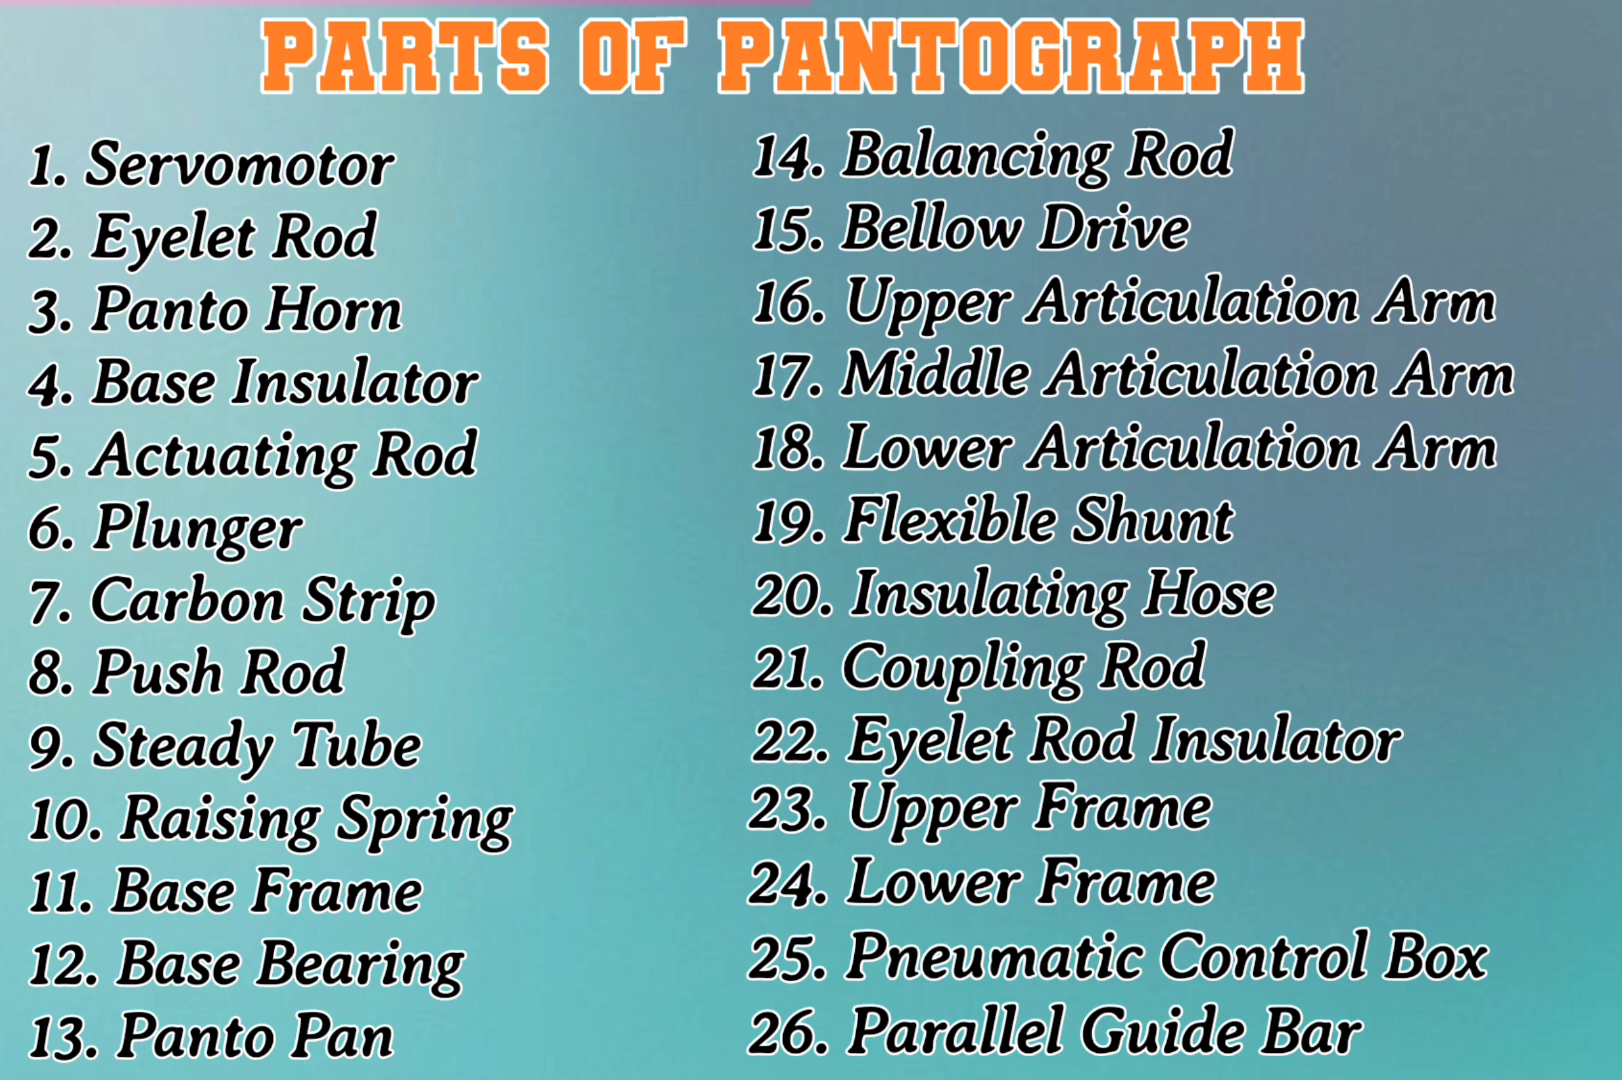 PARTS OF PANTOGRAPH
1. Servomotor
2. Eyelet Rod
3. Panto Horn
4. Base Insulator
5. Actuating Rod
6. Plunger
7. Carbon Strip
8. Push Rod
9. Steady Tube
10. Raising Spring
11. Base Frame
12. Base Bearing
13. Panto Pan
14. Balancing Rod
15. Bellow Drive
16. Upper Articulation Arm
17. Middle Articulation Arm
18. Lower Articulation Arm
19. Flexible Shunt
20. Insulating Hose
21. Coupling Rod
22. Eyelet Rod Insulator
23. Upper Frame
24. Lower Frame
25. Pneumatic Control Box
26. Parallel Guide Bar